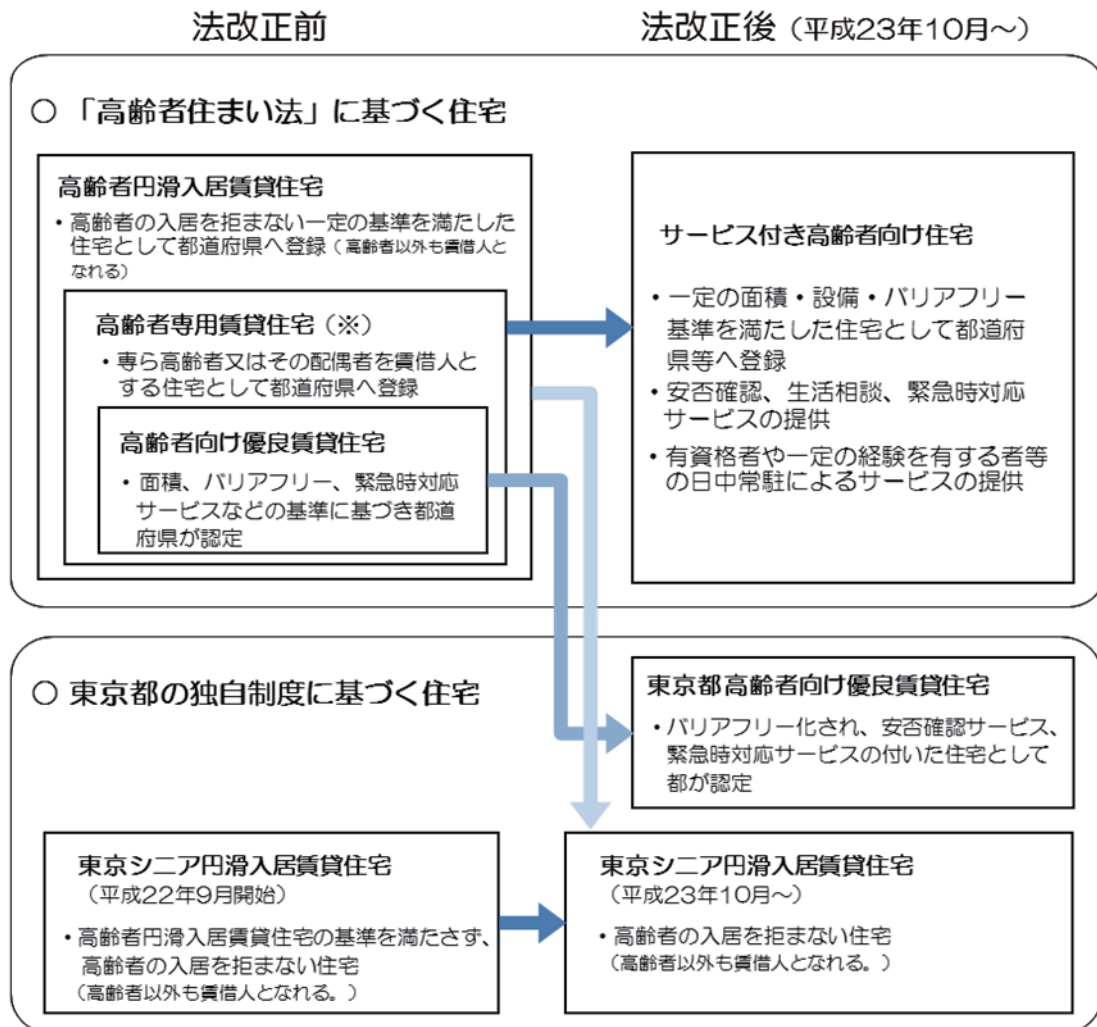 法改正前
法改正後（平成23年10月～）
○ 「高齢者住まい法」に基づく住宅
高齢者円滑入居賃貸住宅
・高齢者の入居を拒まない一定の基準を満たした
住宅として都道府県へ登録（高齢者以外も賃借人と
なれる）
高齢者専用賃貸住宅（※）
・専ら高齢者又はその配偶者を賃借人と
する住宅として都道府県へ登録
高齢者向け優良賃貸住宅
・面積、バリアフリー、緊急時対応
サービスなどの基準に基づき都道
府県が認定
サービス付き高齢者向け住宅
・一定の面積・設備・バリアフリー
基準を満たした住宅として都道府
県等へ登録
・安否確認、生活相談、緊急時対応
サービスの提供
・有資格者や一定の経験を有する者等
の日中常駐によるサービスの提供
○ 東京都の独自制度に基づく住宅
東京都高齢者向け優良賃貸住宅
・バリアフリー化され、安否確認サービス、
緊急時対応サービスの付いた住宅として
都が認定
東京シニア円滑入居賃貸住宅
（平成22年9月開始）
・高齢者円滑入居賃貸住宅の基準を満たさず、
高齢者の入居を拒まない住宅
（高齢者以外も賃借人となれる。）
東京シニア円滑入居賃貸住宅
（平成23年10月～）
・高齢者の入居を拒まない住宅
（高齢者以外も賃借人となれる。）